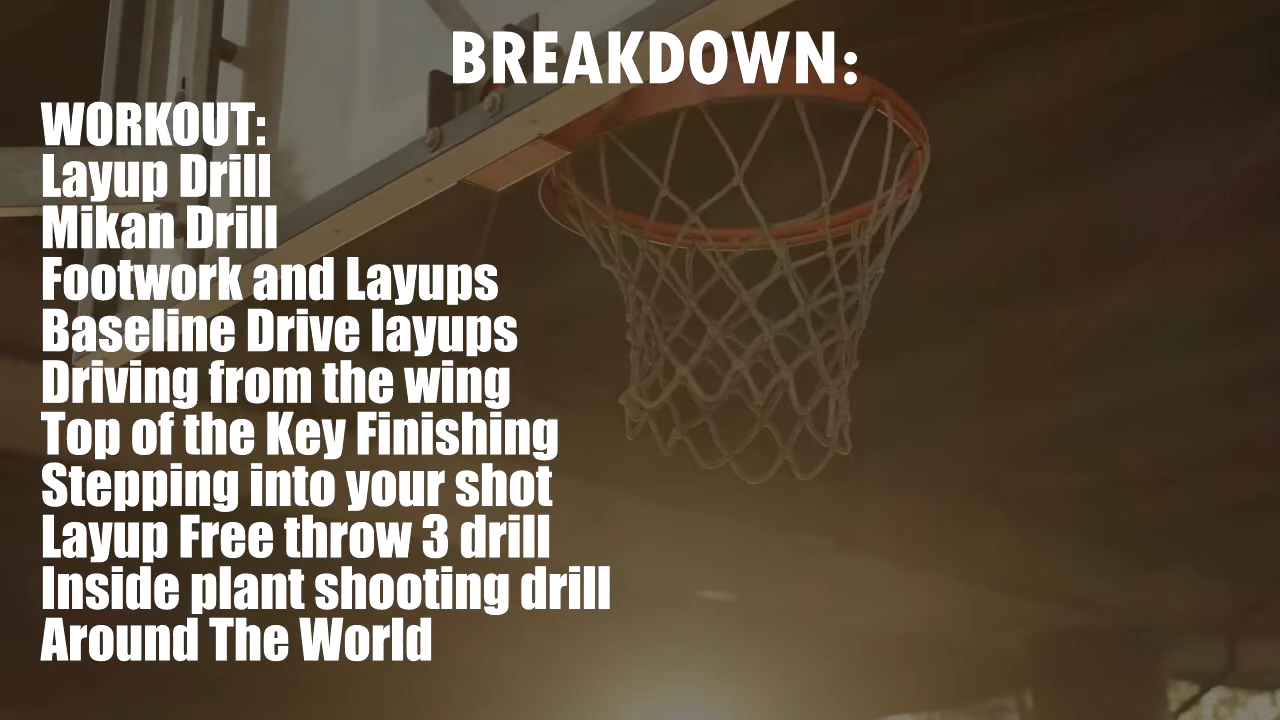 BREAKDOWN:
WORKOUT:
Layup Drill
Mikan Drill
Footwork and Layups
Baseline Drive layups
Driving from the wing
Top of the Key Finishing
Stepping into your shot
Layup Free throw 3 drill
Inside plant shooting drill
Around The World